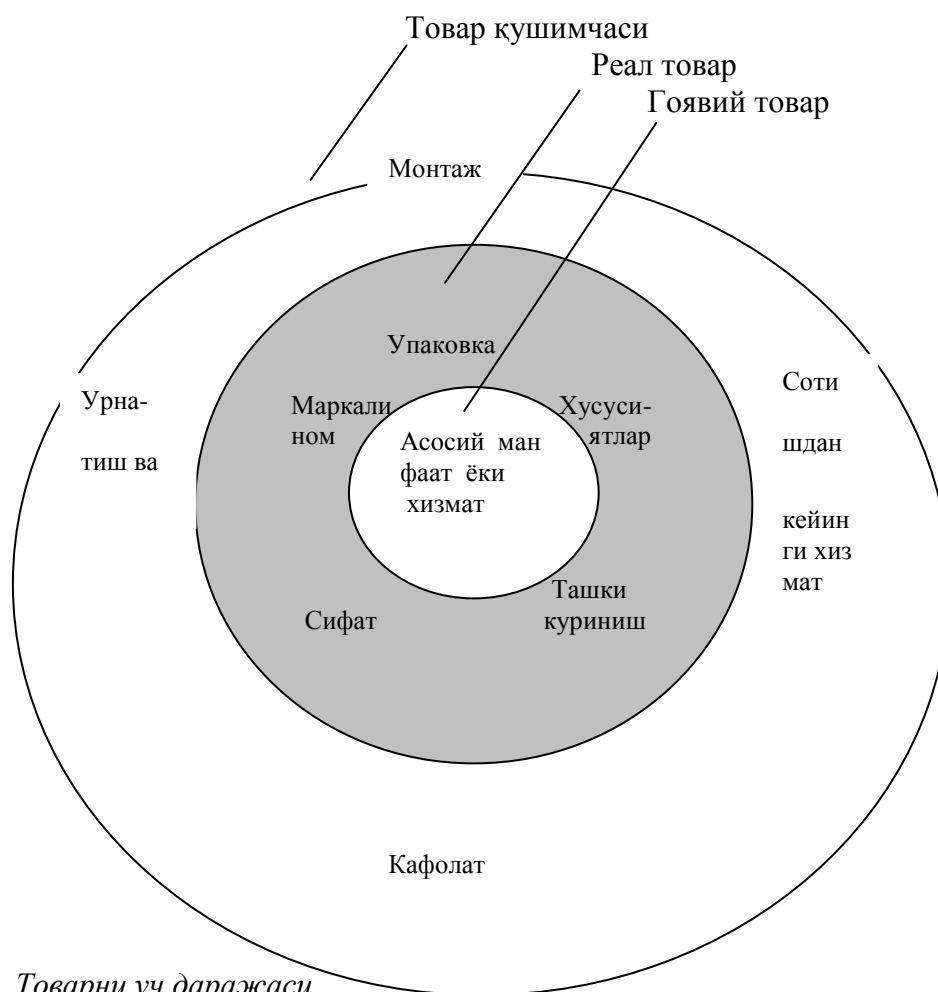 Товар қушимчаси
Реал товар
Гоявий товар
Монтаж
Упаковка
Маркали
ном
Хусуси-
ятлар
Асосий ман
фаат ёки
хизмат
Сифат
Ташки
куриниш
Урна-
тиш ва
Соти
шдан
кейин
ги хиз
мат
Кафолат
Товарни уч даражаси